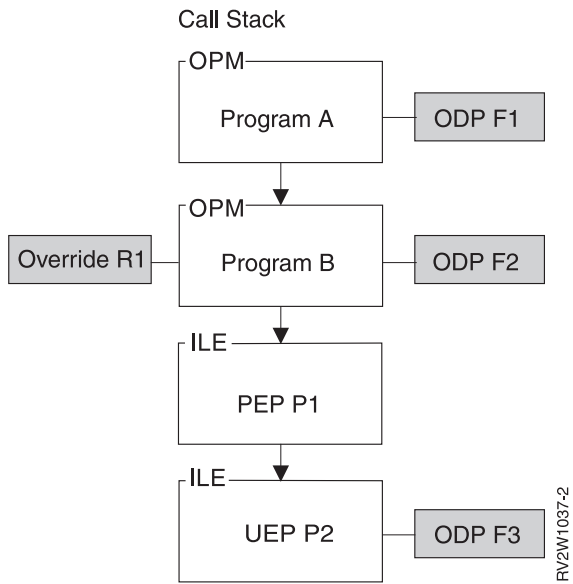 Call Stack
OPM
Program A
ODP F1
OPM
Override R1
Program B
ODP F2
ILE
PEP P1
ILE
UEP P2
ODP F3
RV2W1037-2